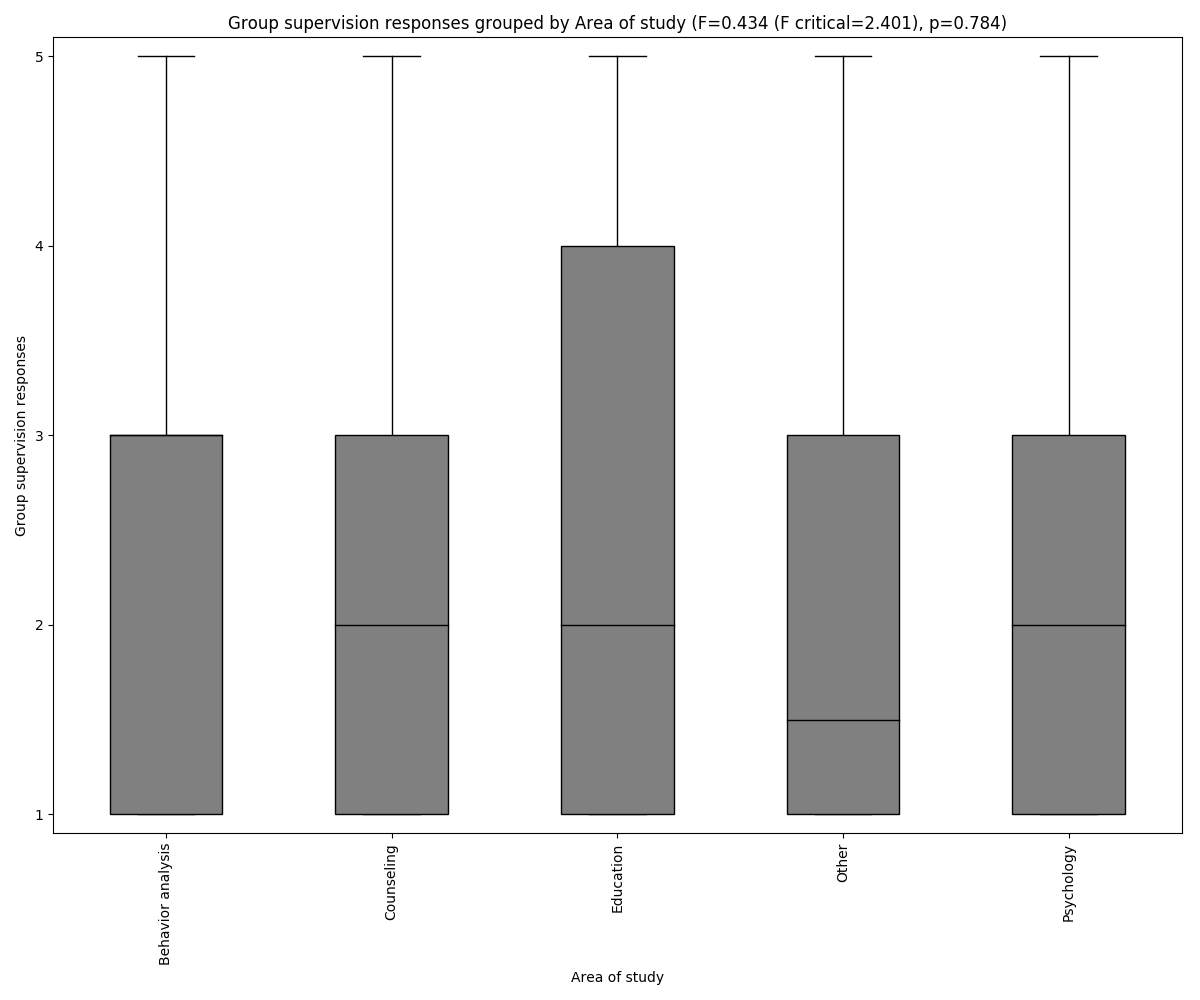 Group supervision responses grouped by Area of study (F=0.434 (F critical=2.401), p=0.784)
Group supervision responses
5
4
3
2
1
Behavior analysis
Counseling
Education
Other
Psychology
Area of study